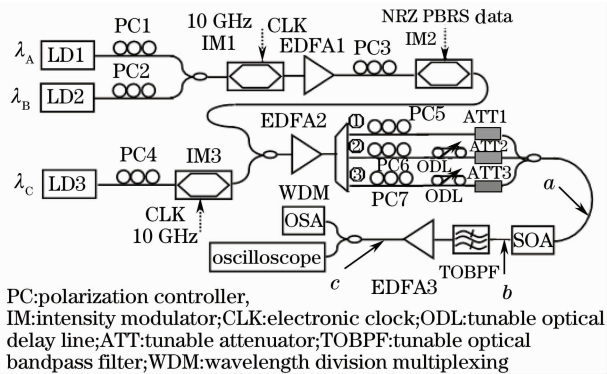 10 GHz CLK NRZ PBRS data
PC1 IM1 EDFA1 PC3 IM2
λA LD1
PC2
λB LD2
EDFA2 ① PC5 ATT1
PC4 IM3 ② ATT2
PC6 ODL
λC LD3 ③ ATT3
PC7 ODL
CLK WDM a
10 GHz OSA
oscilloscope TOBPF SOA
c EDFA3 b
PC:polarization controller,
IM:intensity modulator;CLK:electronic clock;ODL:tunable optical
delay line;ATT:tunable attenuator;TOBPF:tunable optical
bandpass filter;WDM:wavelength division multiplexing